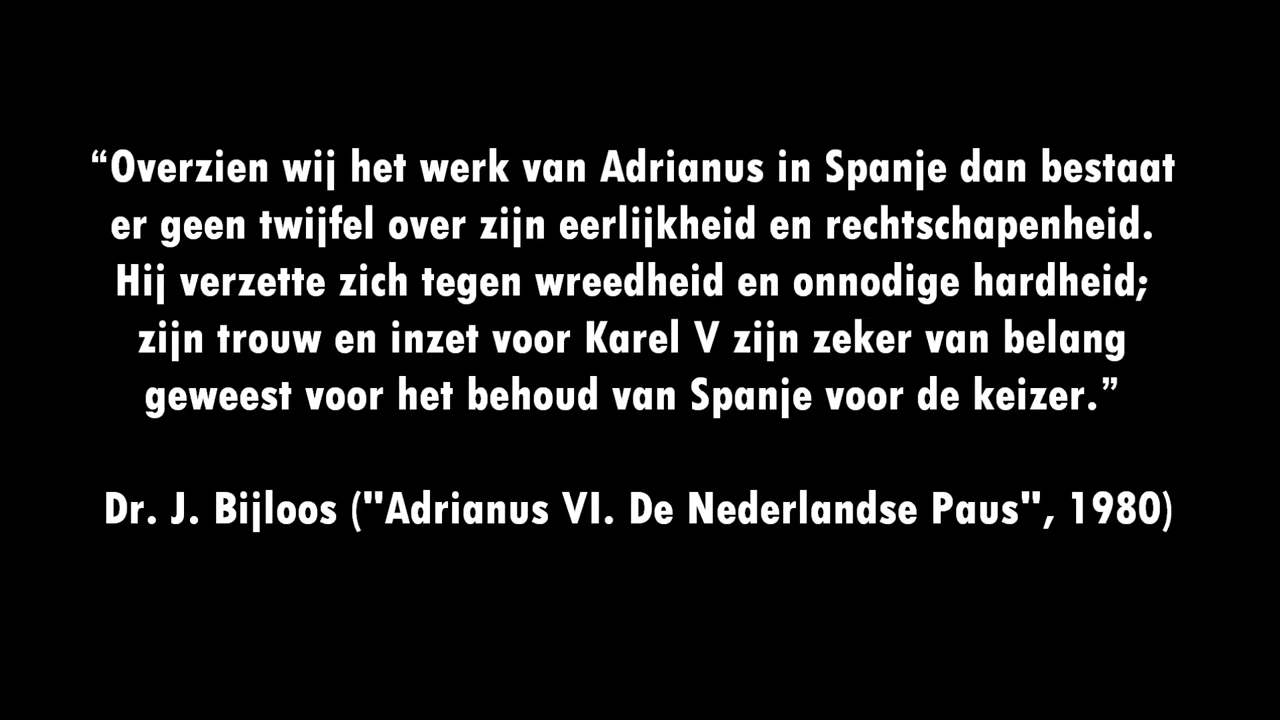 “Overzien wij het werk van Adrianus in Spanje dan bestaat
er geen twijfel over zijn eerlijkheid en rechtschapenheid.
Hij verzette zich tegen wreedheid en onnodige hardheid;
zijn trouw en inzet voor Karel V zijn zeker van belang
geweest voor het behoud van Spanje voor de keizer.”
Dr. J. Bijloos ("Adrianus VI. De Nederlandse Paus", 1980)